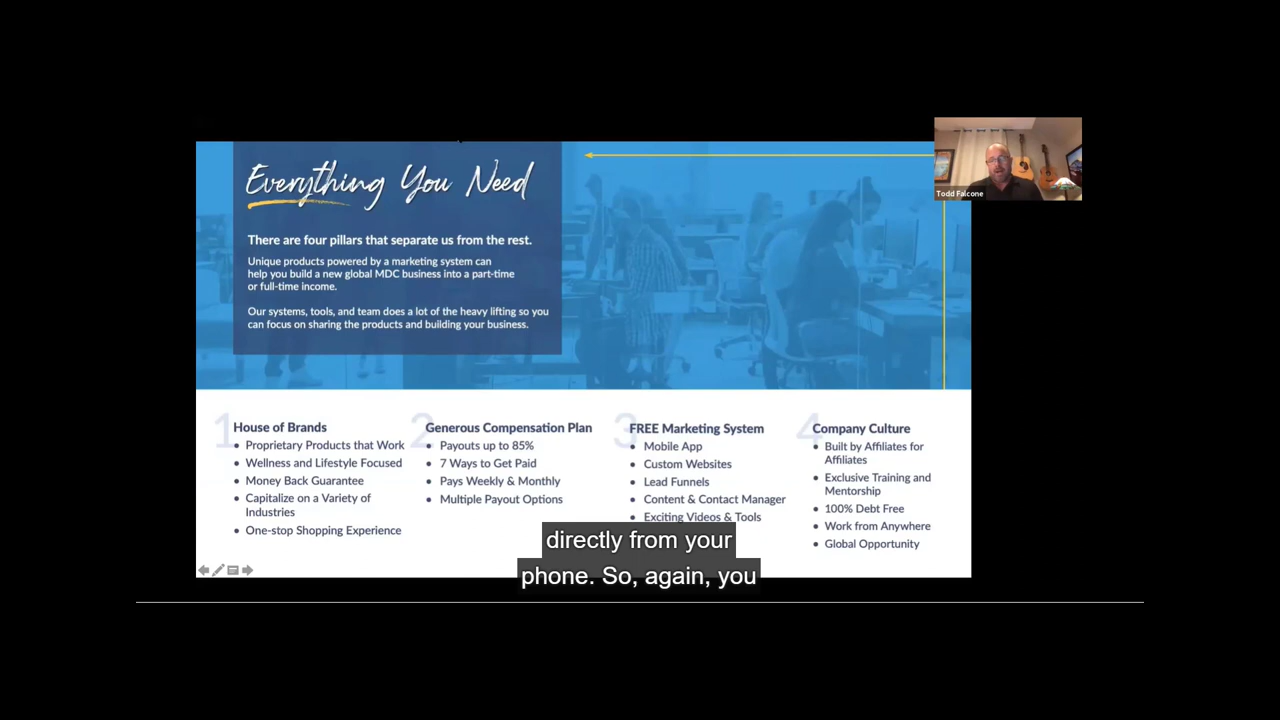 Everything You Need
There are four pillars that separate us from the rest.
Unique products powered by a marketing system can
help you build a new global MDC business into a part-time
or full-time income.
Our systems, tools, and team does a lot of the heavy lifting so you
can focus on sharing the products and building your business.
Todd Falcone
1
House of Brands
• Proprietary Products that Work
• Wellness and Lifestyle Focused
• Money Back Guarantee
• Capitalize on a Variety of
Industries
• One-stop Shopping Experience
2
Generous Compensation Plan
• Payouts up to 85%
• 7 Ways to Get Paid
• Pays Weekly & Monthly
• Multiple Payout Options
3
FREE Marketing System
• Mobile App
• Custom Websites
• Lead Funnels
• Content & Contact Manager
• Exciting Videos & Tools
4
Company Culture
• Built by Affiliates for
Affiliates
• Exclusive Training and
Mentorship
• 100% Debt Free
• Work from Anywhere
• Global Opportunity
directly from your
phone. So, again, you